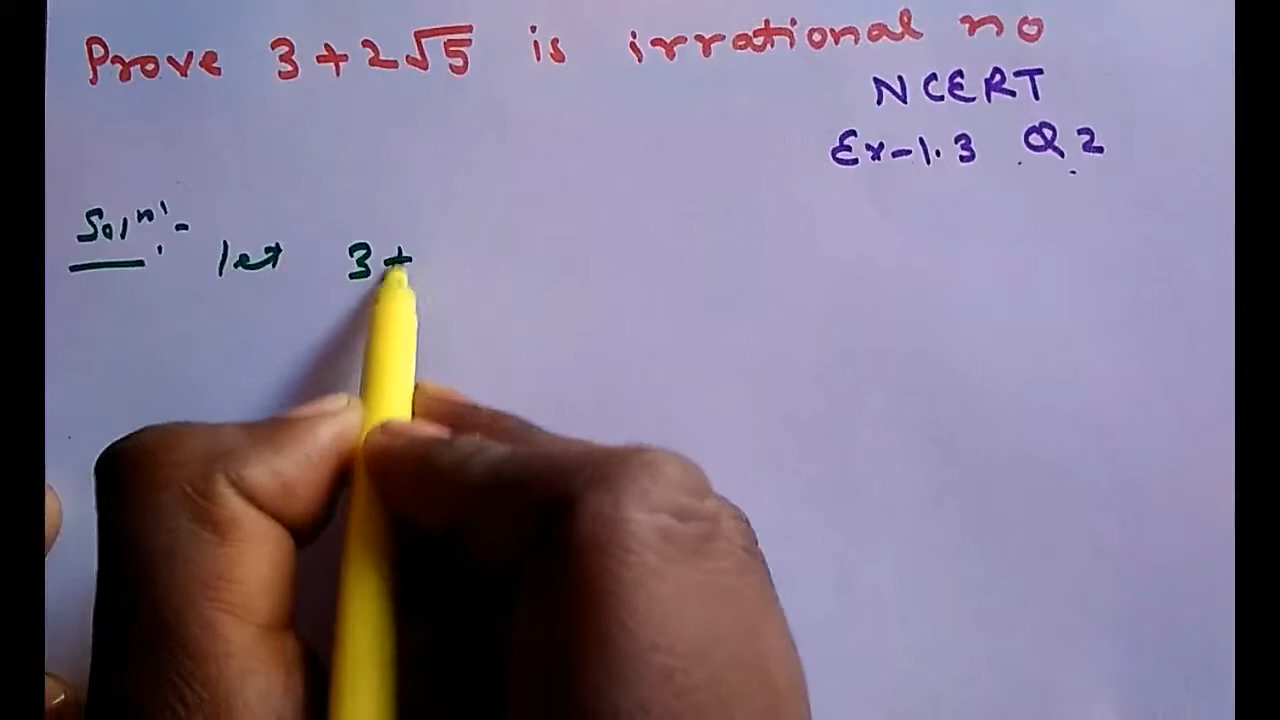 Prove 3+2√5 is irrational no
NCERT
Ex-1.3 Q2
Solⁿ:-
let 3+